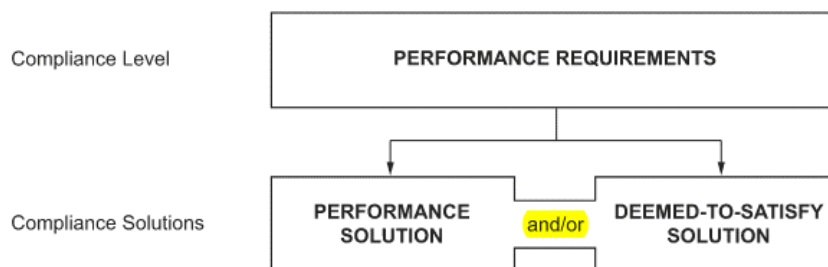 Compliance Level
PERFORMANCE REQUIREMENTS
Compliance Solutions
PERFORMANCE
SOLUTION
and/or
DEEMED-TO-SATISFY
SOLUTION